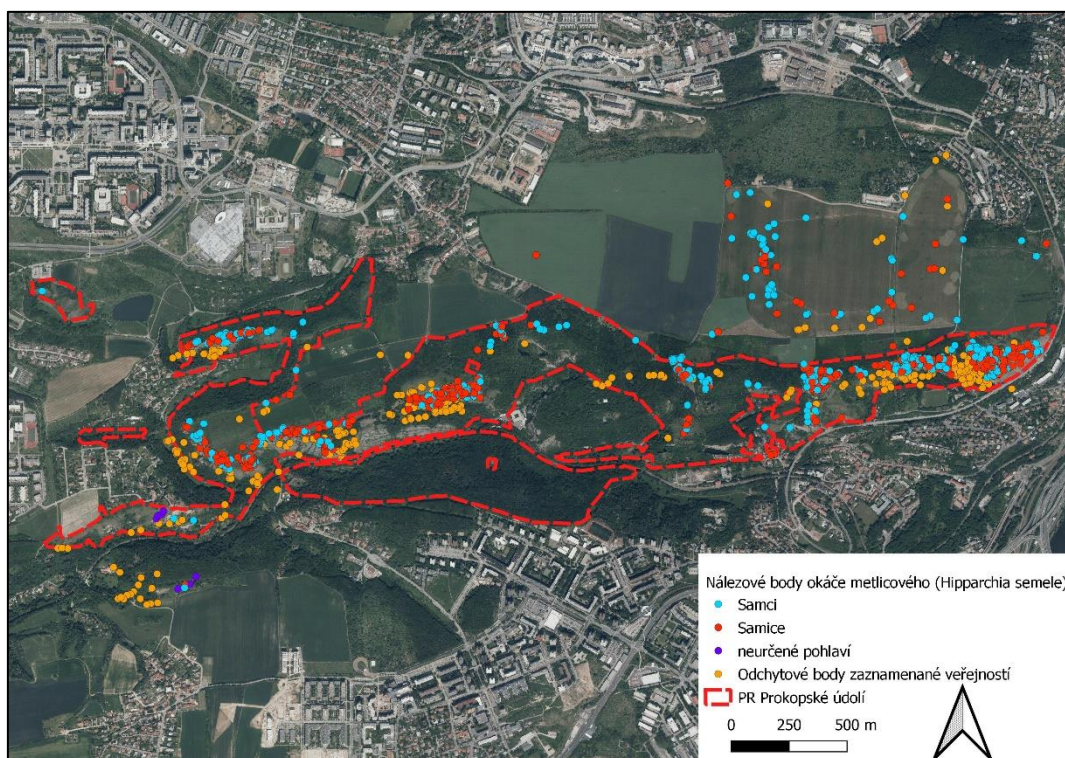 Nálezové body okáče metlicového (Hipparchia semele)
Samci
Samice
neurčené pohlaví
Odchytové body zaznamenané veřejností
PR Prokopské údolí
0 250 500 m